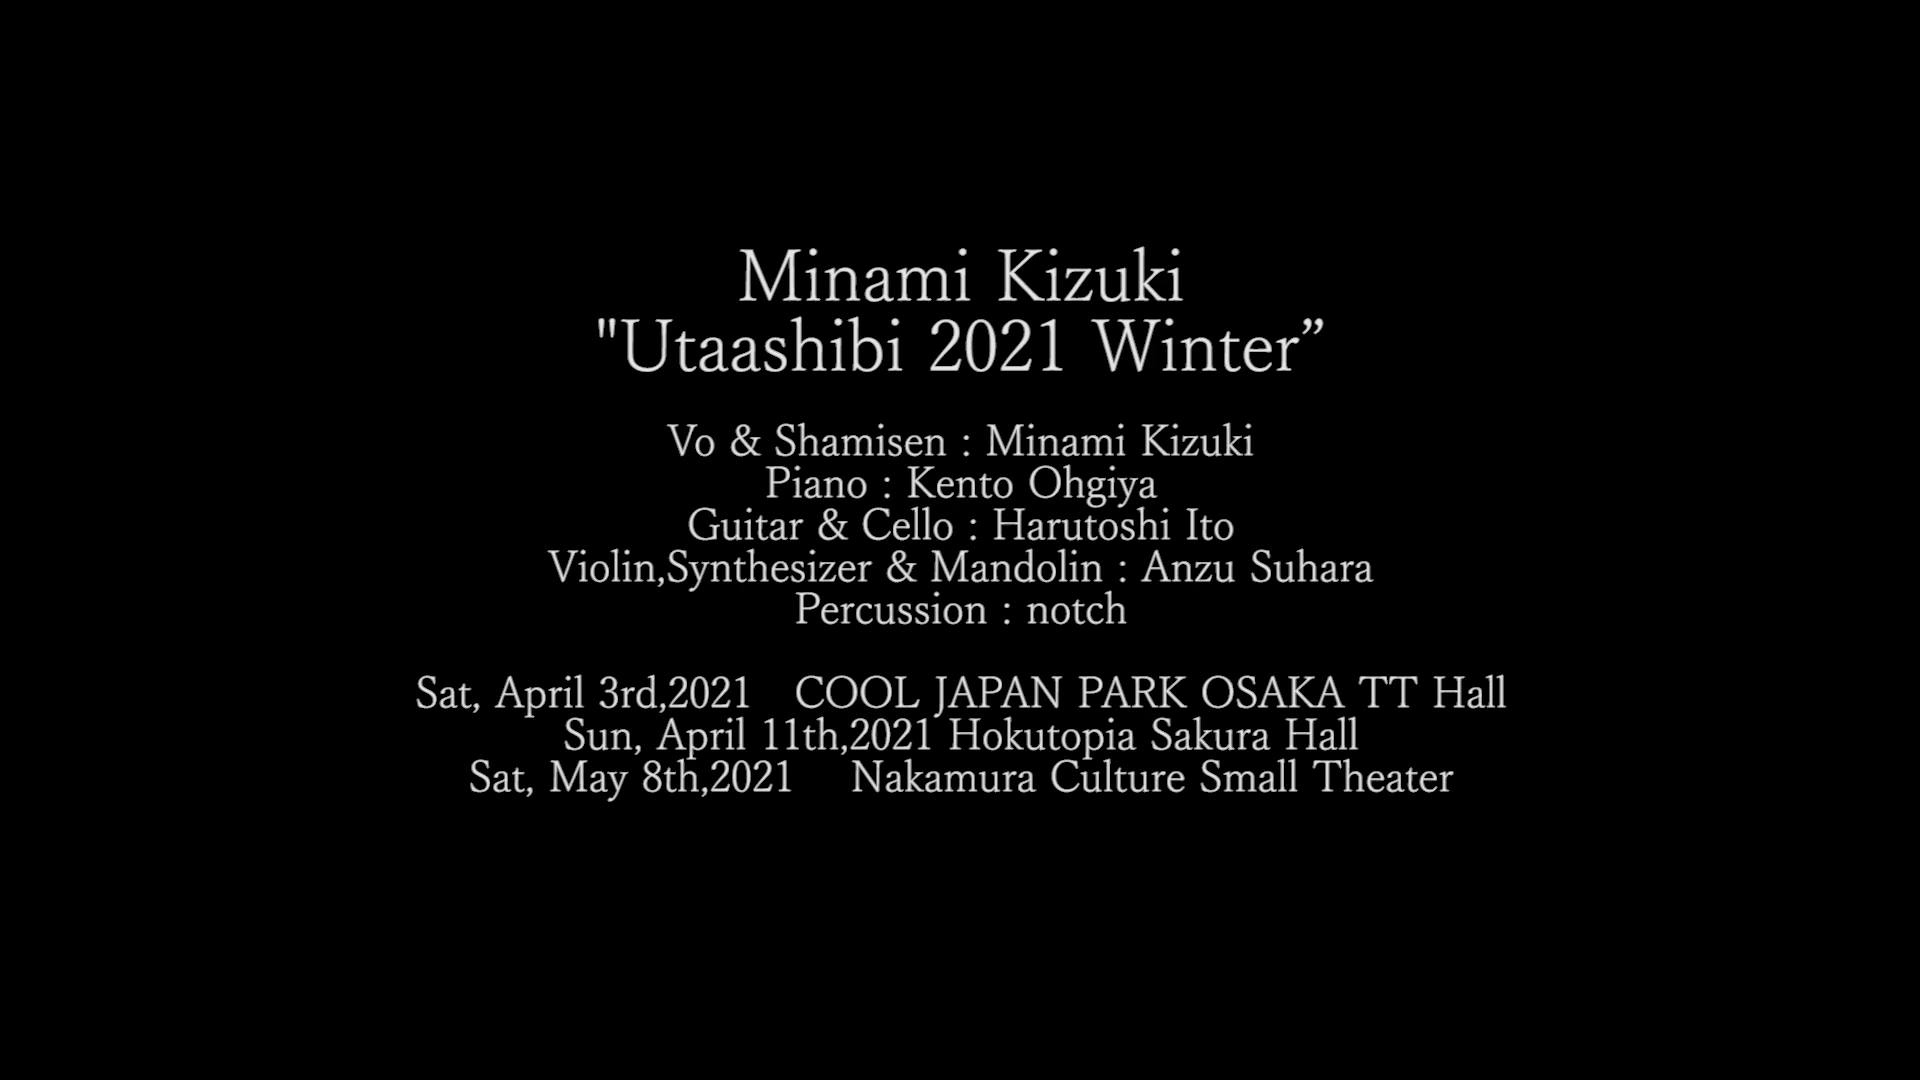 Minami Kizuki
"Utaashibi 2021 Winter”
Vo & Shamisen : Minami Kizuki
Piano : Kento Ohgiya
Guitar & Cello : Harutoshi Ito
Violin,Synthesizer & Mandolin : Anzu Suhara
Percussion : notch
Sat, April 3rd,2021 COOL JAPAN PARK OSAKA TT Hall
Sun, April 11th,2021 Hokutopia Sakura Hall
Sat, May 8th,2021 Nakamura Culture Small Theater